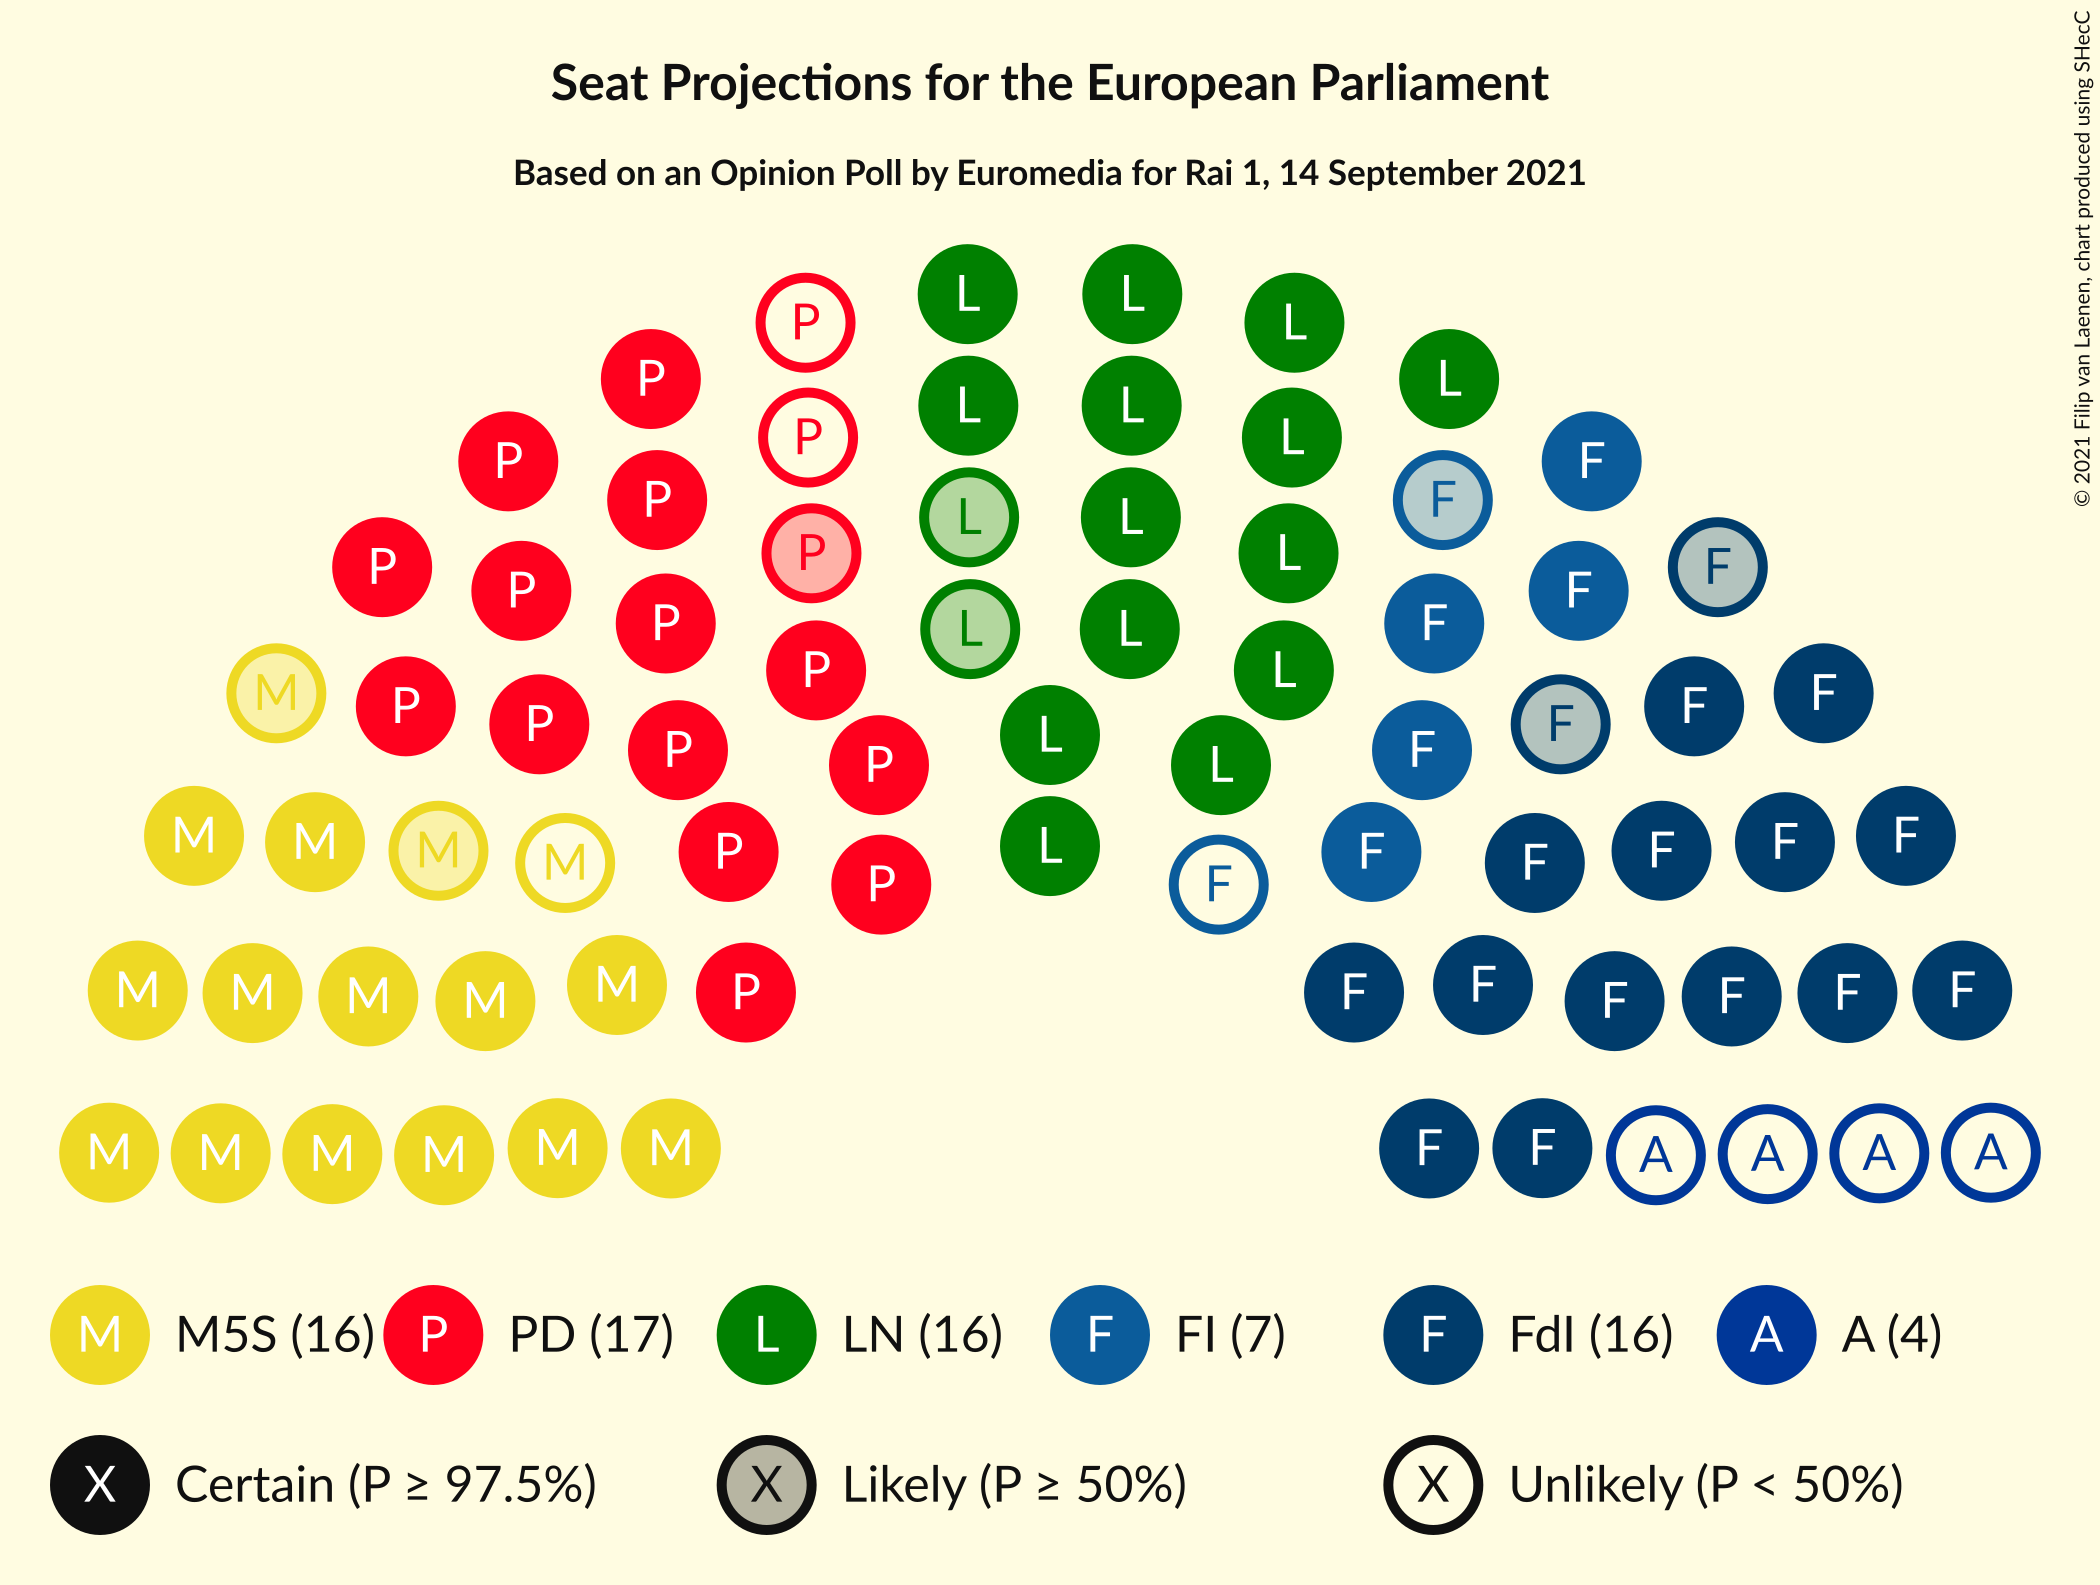 Seat Projections for the European Parliament
Based on an Opinion Poll by Euromedia for Rai 1, 14 September 2021
© 2021 Filip van Laenen, chart produced using SHecC
L L
P L L
P P L
L L
P L L
P P F
P L L
P F L
P P F F
P P F F
P L L
M P F F
P P F F
P P L F
P L F
M M F F
M M P L F F F
M M F F
P F
M M M M M P F F F F F F
M M M M M M F F A A A A
M M5S (16) P PD (17) L LN (16) F FI (7) F FdI (16) A A (4)
X Certain (P ≥ 97.5%) X Likely (P ≥ 50%) X Unlikely (P < 50%)